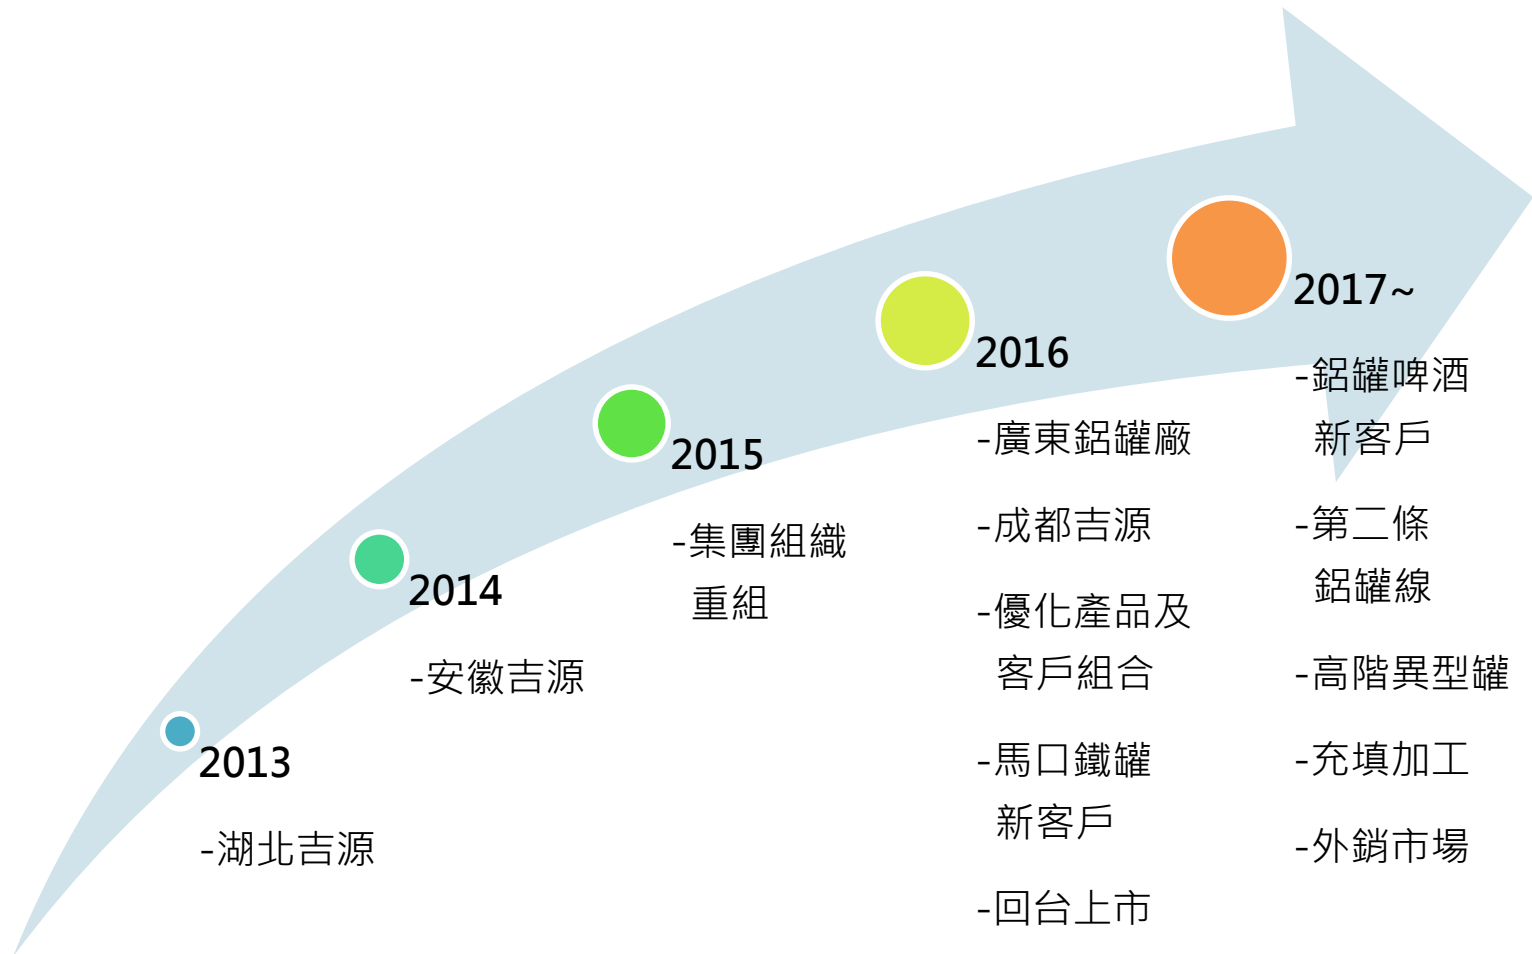 2013
-湖北吉源
2014
-安徽吉源
2015
-集團組織
重組
2016
-廣東鋁罐廠
-成都吉源
-優化產品及
客戶組合
-馬口鐵罐
新客戶
-回台上市
2017~
-鋁罐啤酒
新客戶
-第二條
鋁罐線
-高階異型罐
-充填加工
-外銷市場